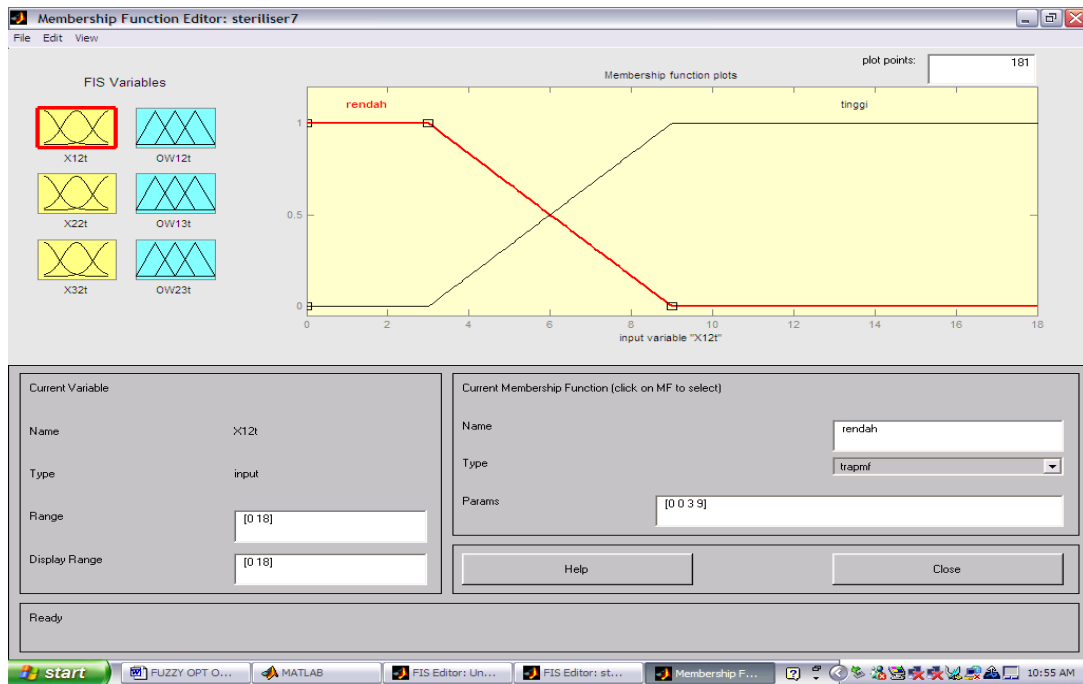 Membership Function Editor: steriliser7
File Edit View
FIS Variables
X12t
OW12t
X22t
OW13t
X32t
OW23t
plot points:
181
Membership function plots
rendah
tinggi
1
0.5
0
0 2 4 6 8 10 12 14 16 18
input variable "X12t"
Current Variable
Name
X12t
Type
input
Range
[0 18]
Display Range
[0 18]
Current Membership Function (click on MF to select)
Name
rendah
Type
trapmf
Params
[0 0 3 9]
Help
Close
Ready
start
FUZZY OPT O...
MATLAB
FIS Editor: Un...
FIS Editor: st...
Membership F...
10:55 AM